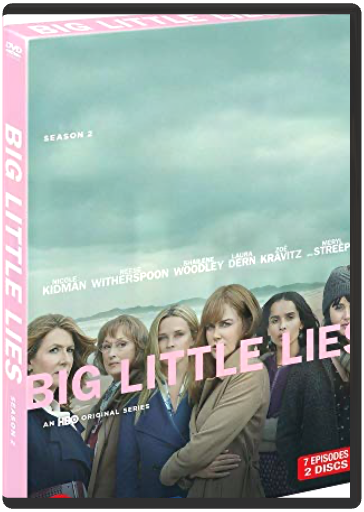 DVD
BIG LITTLE LIES
SEASON 2
SEASON 2
NICOLE KIDMAN
REESE WITHERSPOON
SHAILENE WOODLEY
LAURA DERN
ZOË KRAVITZ
AND MERYL STREEP
BIG LITTLE LIES
AN HBO ORIGINAL SERIES
7 EPISODES
2 DISCS